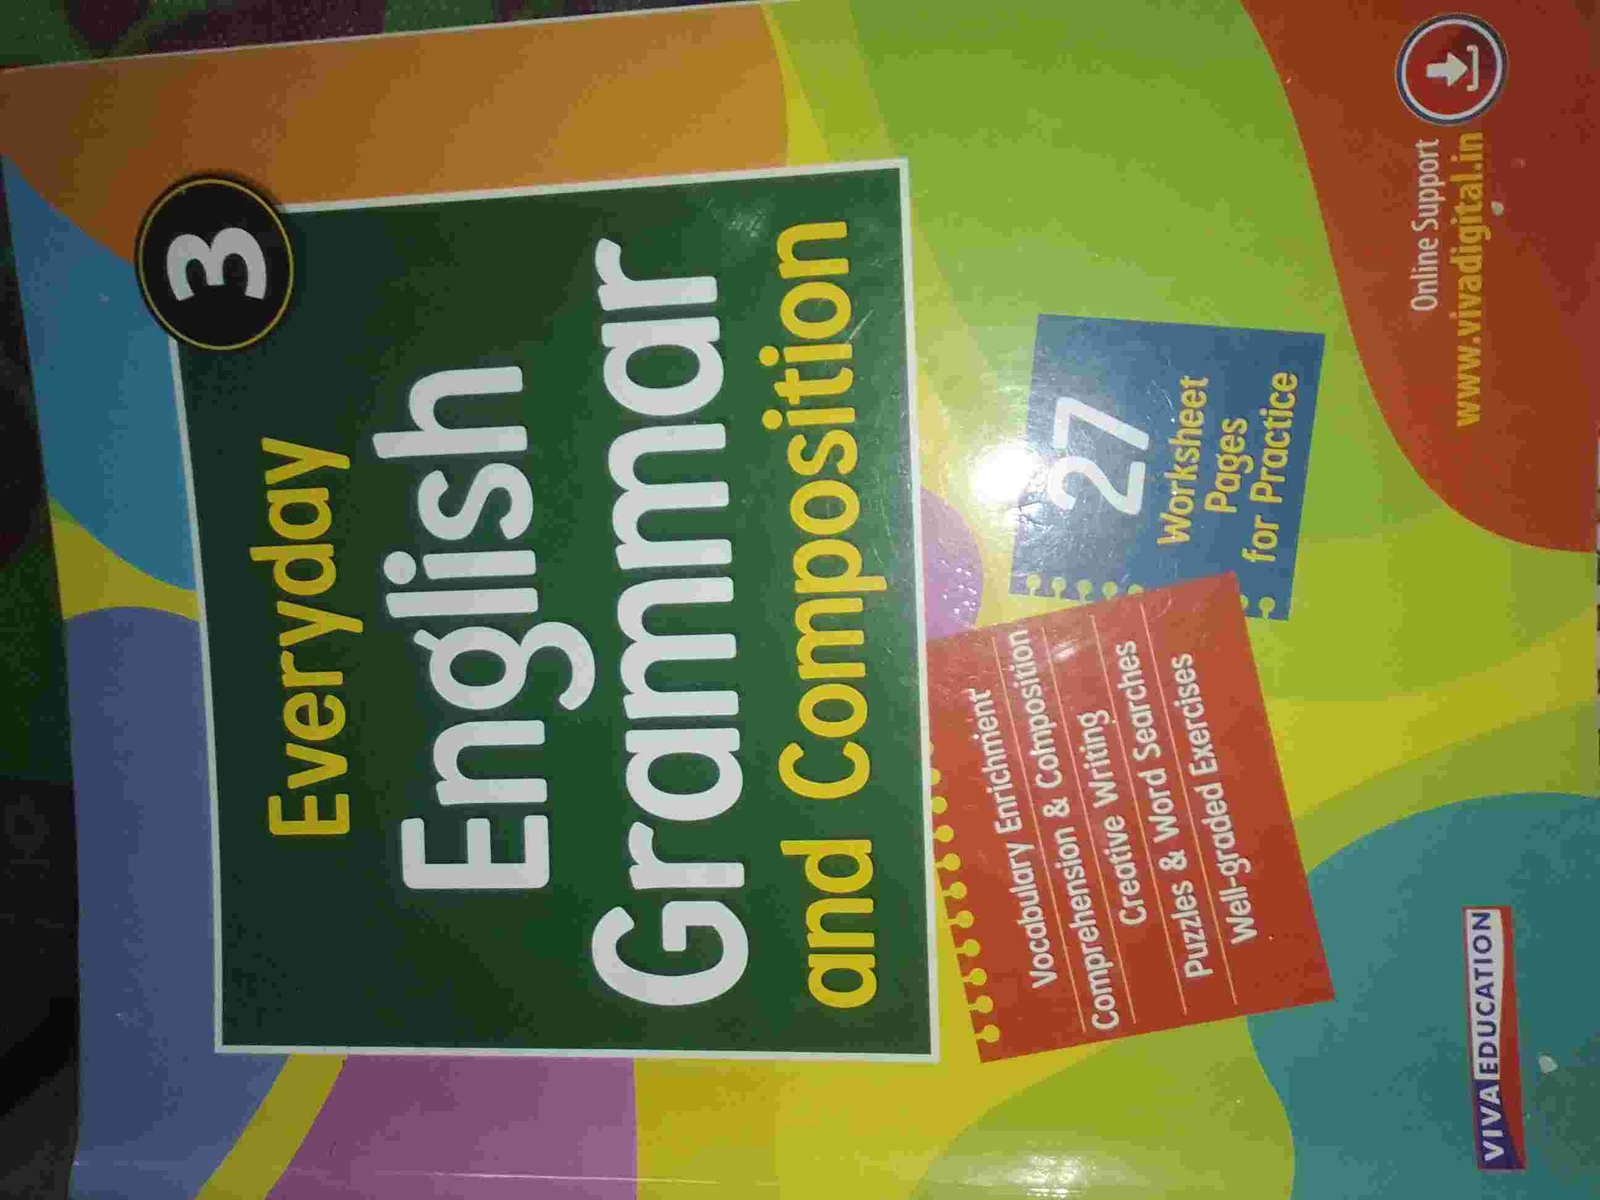 3
Everyday
English
Grammar
and Composition
Vocabulary Enrichment
Comprehension & Composition
Creative Writing
Puzzles & Word Searches
Well-graded Exercises
27
Worksheet
Pages
for Practice
VIVA EDUCATION
Online Support
www.vivadigital.in